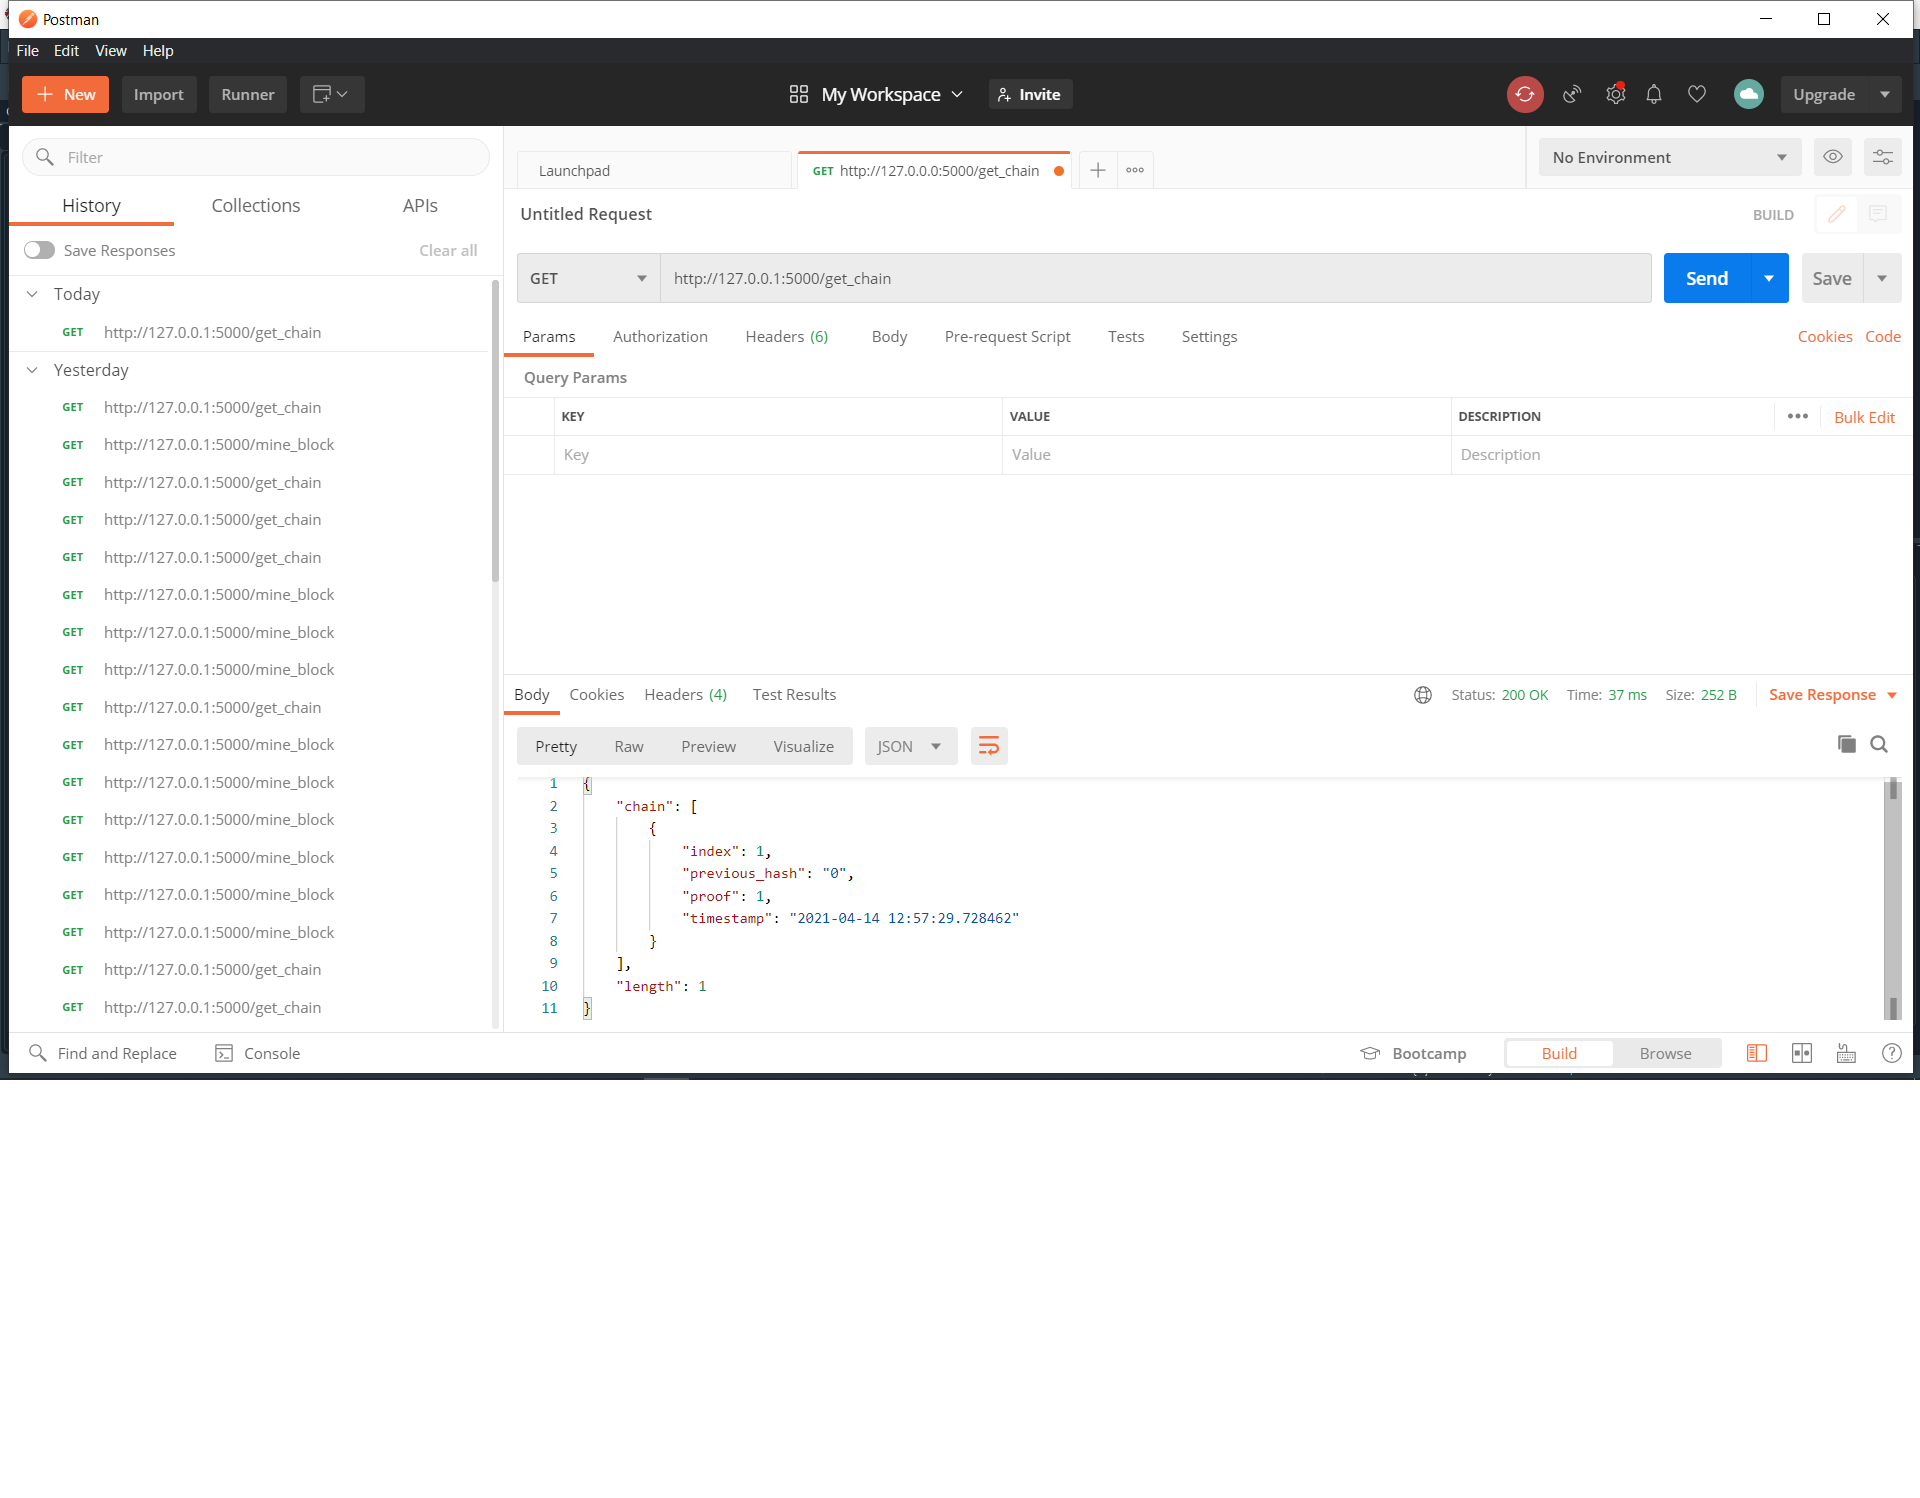 Postman
File Edit View Help
New Import Runner My Workspace Invite Upgrade
Filter
History Collections APIs
Save Responses Clear all
Today
GET http://127.0.0.1:5000/get_chain
Yesterday
GET http://127.0.0.1:5000/get_chain
GET http://127.0.0.1:5000/mine_block
GET http://127.0.0.1:5000/get_chain
GET http://127.0.0.1:5000/get_chain
GET http://127.0.0.1:5000/get_chain
GET http://127.0.0.1:5000/mine_block
GET http://127.0.0.1:5000/mine_block
GET http://127.0.0.1:5000/mine_block
GET http://127.0.0.1:5000/get_chain
GET http://127.0.0.1:5000/mine_block
GET http://127.0.0.1:5000/mine_block
GET http://127.0.0.1:5000/mine_block
GET http://127.0.0.1:5000/mine_block
GET http://127.0.0.1:5000/mine_block
GET http://127.0.0.1:5000/mine_block
GET http://127.0.0.1:5000/get_chain
GET http://127.0.0.1:5000/get_chain
Launchpad GET http://127.0.0.0:5000/get_chain No Environment
Untitled Request BUILD
GET http://127.0.0.1:5000/get_chain Send Save
Params Authorization Headers (6) Body Pre-request Script Tests Settings Cookies Code
Query Params
KEY VALUE DESCRIPTION ••• Bulk Edit
Key Value Description
Body Cookies Headers (4) Test Results Status: 200 OK Time: 37 ms Size: 252 B Save Response
Pretty Raw Preview Visualize JSON
1 {
2 "chain": [
3 {
4 "index": 1,
5 "previous_hash": "0",
6 "proof": 1,
7 "timestamp": "2021-04-14 12:57:29.728462"
8 }
9 ],
10 "length": 1
11 }
Find and Replace Console Bootcamp Build Browse